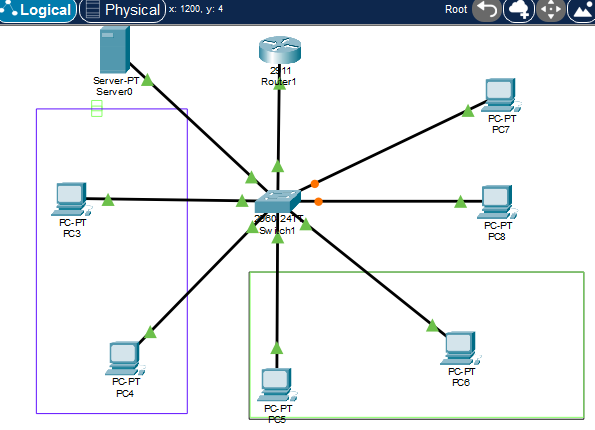 Logical Physical x: 1200, y: 4 Root
Server-PT
Server0
2911
Router1
PC-PT
PC7
PC-PT
PC3
2960-24TT
Switch1
PC-PT
PC8
PC-PT
PC4
PC-PT
PC5
PC-PT
PC6